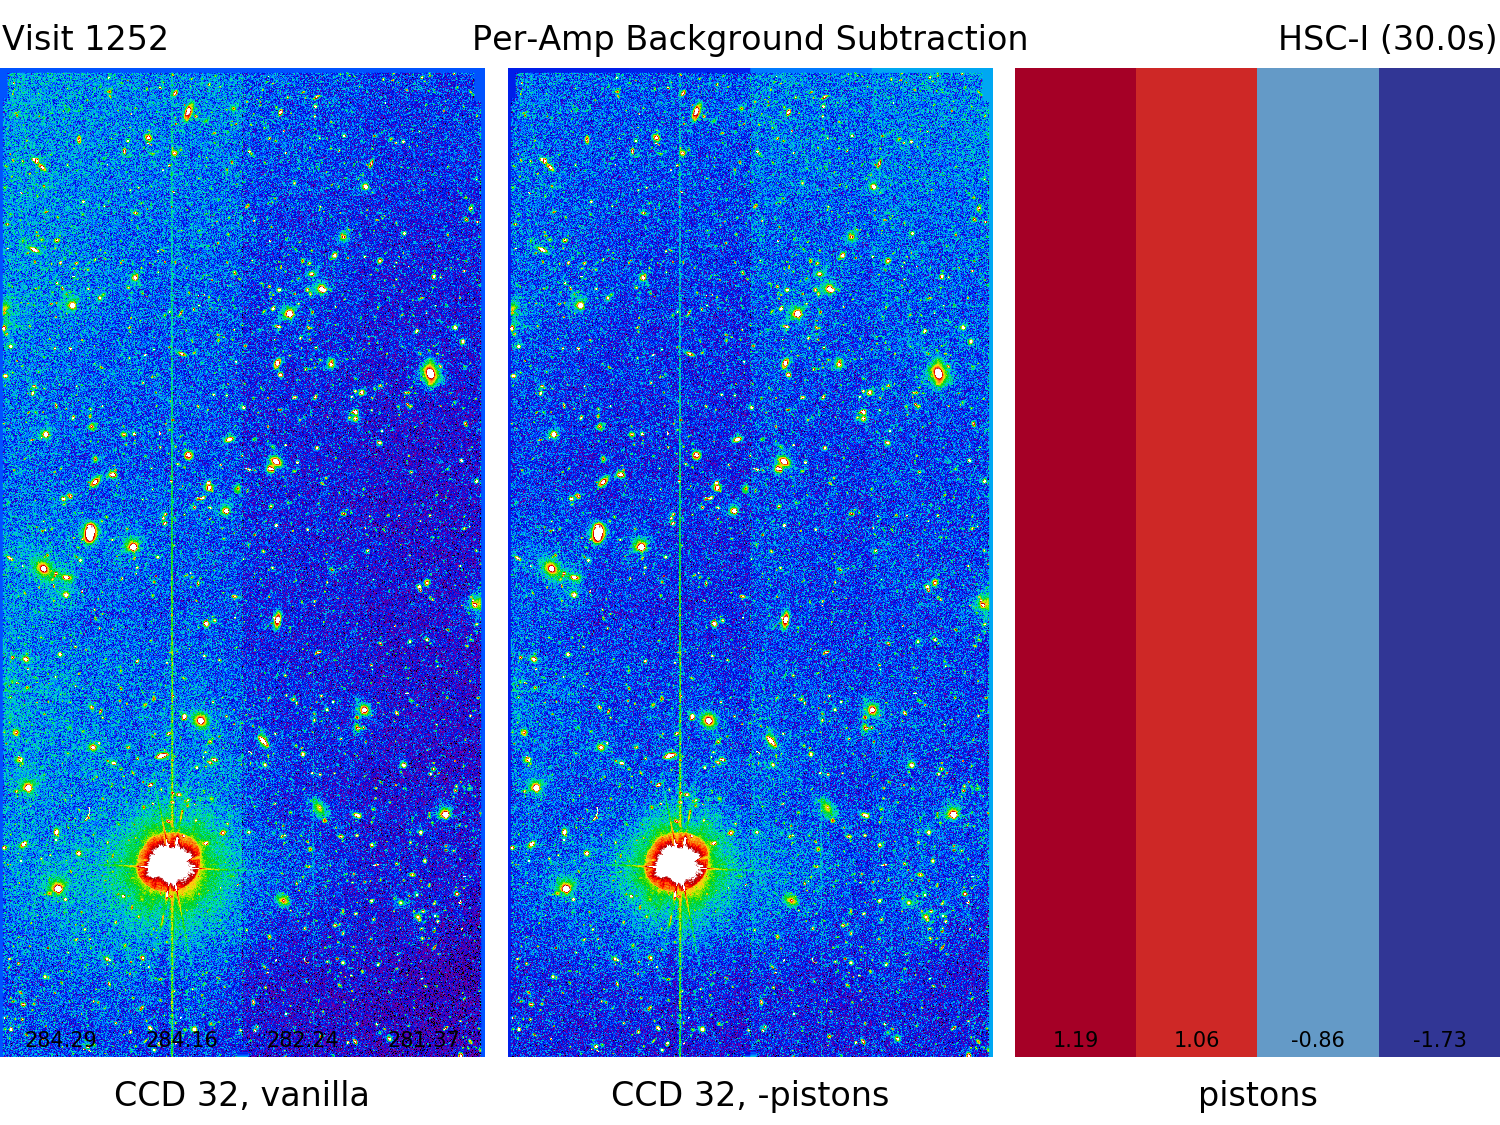 Visit 1252 Per-Amp Background Subtraction HSC-I (30.0s)
284.29 284.16 282.24 281.37 1.19 1.06 -0.86 -1.73
CCD 32, vanilla CCD 32, -pistons pistons